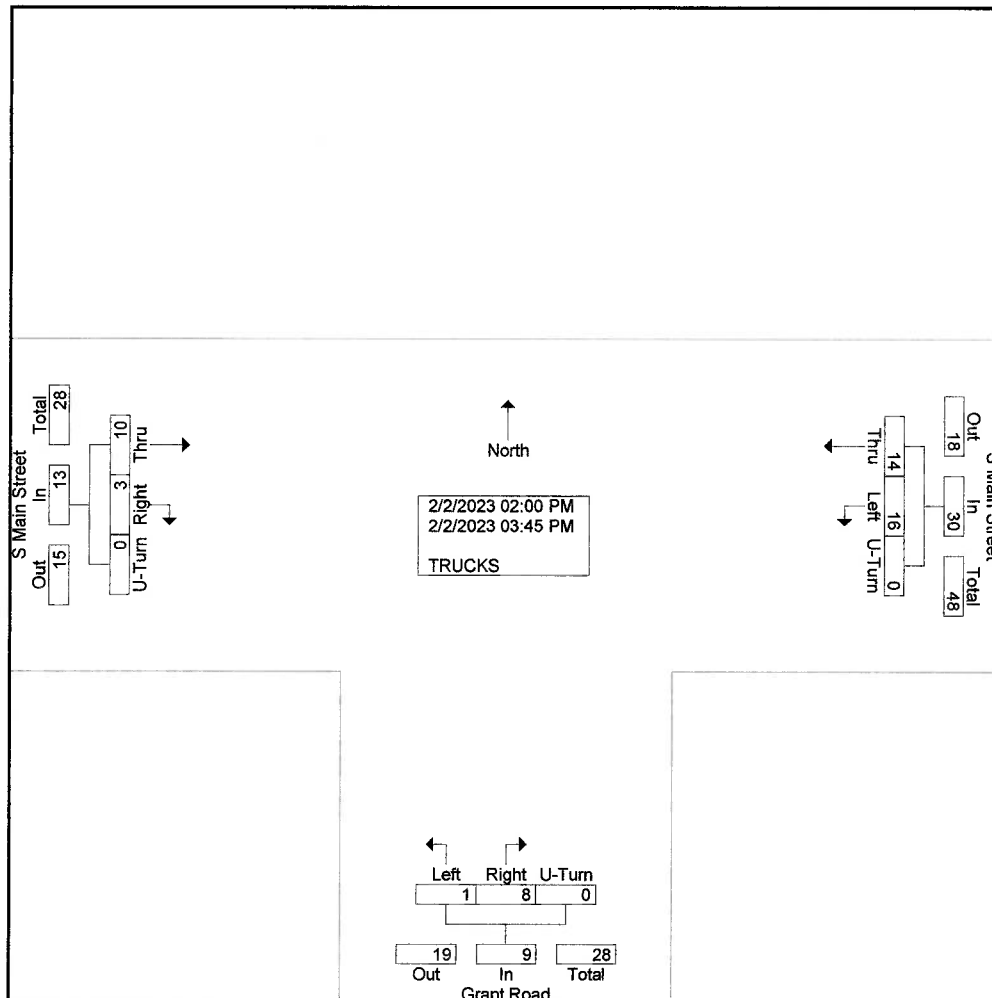 North
2/2/2023 02:00 PM
2/2/2023 03:45 PM
TRUCKS
S Main Street
Out In Total
15 13 28
U-Turn Right Thru
0 3 10
Main Street
Out In Total
18 30 48
Thru Left U-Turn
14 16 0
Left Right U-Turn
1 8 0
19 9 28
Out In Total
Grant Road